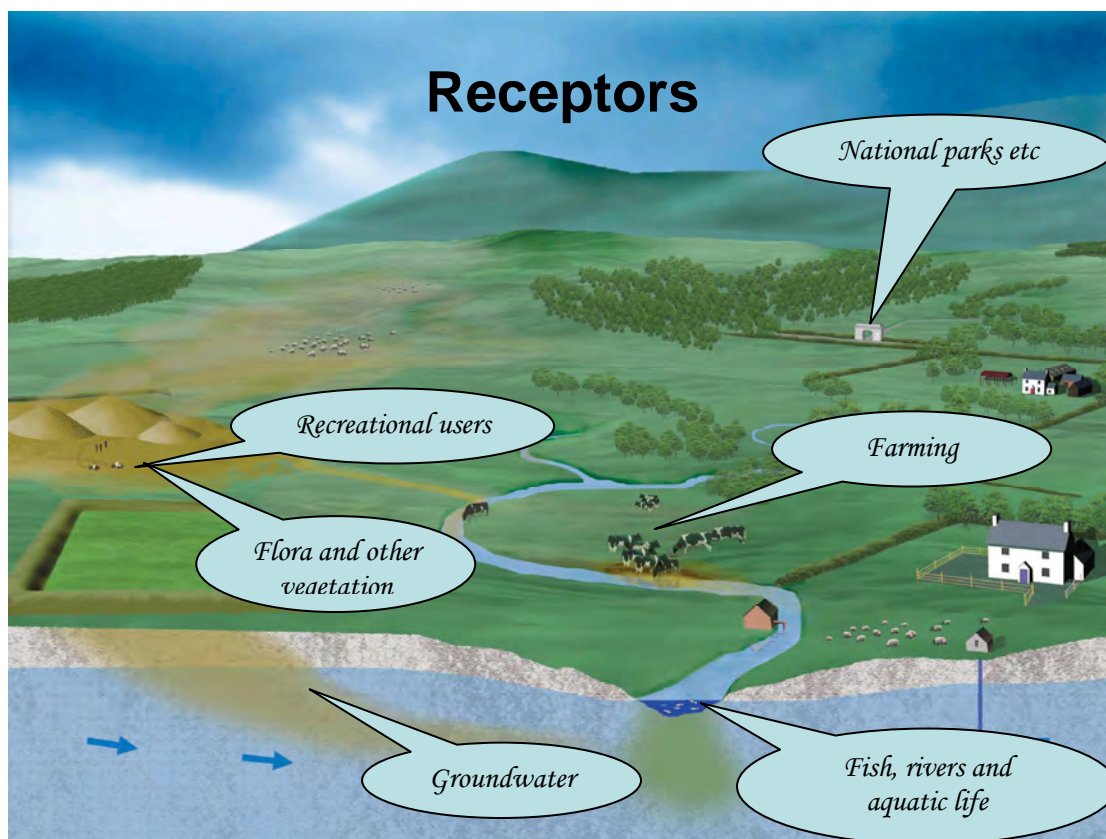 Receptors
National parks etc
Recreational users
Farming
Flora and other
vegetation
Groundwater
Fish, rivers and
aquatic life